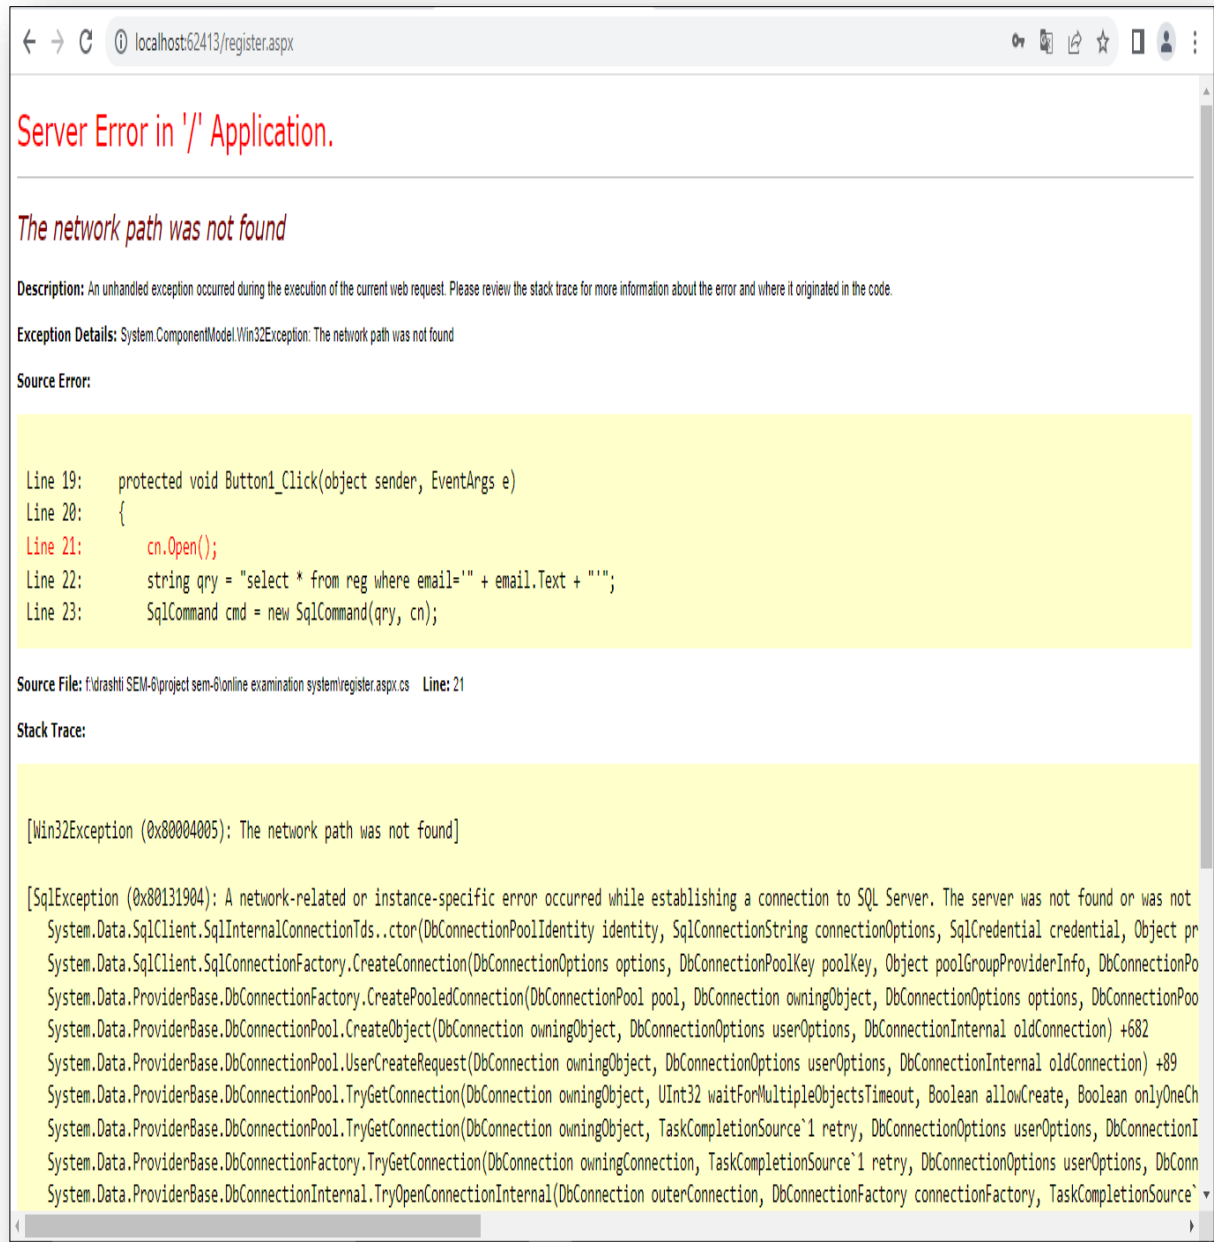 localhost:62413/register.aspx
Server Error in '/' Application.
The network path was not found
Description: An unhandled exception occurred during the execution of the current web request. Please review the stack trace for more information about the error and where it originated in the code.
Exception Details: System.ComponentModel.Win32Exception: The network path was not found
Source Error:
Line 19:     protected void Button1_Click(object sender, EventArgs e)
Line 20:     {
Line 21:         cn.Open();
Line 22:         string qry = "select * from reg where email='" + email.Text + "'";
Line 23:         SqlCommand cmd = new SqlCommand(qry, cn);
Source File: f:\drashti SEM-6\project sem-6\online examination system\register.aspx.cs    Line: 21
Stack Trace:
[Win32Exception (0x80004005): The network path was not found]
[SqlException (0x80131904): A network-related or instance-specific error occurred while establishing a connection to SQL Server. The server was not found or was not
System.Data.SqlClient.SqlInternalConnectionTds..ctor(DbConnectionPoolIdentity identity, SqlConnectionString connectionOptions, SqlCredential credential, Object pr
System.Data.SqlClient.SqlConnectionFactory.CreateConnection(DbConnectionOptions options, DbConnectionPoolKey poolKey, Object poolGroupProviderInfo, DbConnectionPo
System.Data.ProviderBase.DbConnectionFactory.CreatePooledConnection(DbConnectionPool pool, DbConnection owningObject, DbConnectionOptions options, DbConnectionPoo
System.Data.ProviderBase.DbConnectionPool.CreateObject(DbConnection owningObject, DbConnectionOptions userOptions, DbConnectionInternal oldConnection) +682
System.Data.ProviderBase.DbConnectionPool.UserCreateRequest(DbConnection owningObject, DbConnectionOptions userOptions, DbConnectionInternal oldConnection) +89
System.Data.ProviderBase.DbConnectionPool.TryGetConnection(DbConnection owningObject, UInt32 waitForMultipleObjectsTimeout, Boolean allowCreate, Boolean onlyOneCh
System.Data.ProviderBase.DbConnectionPool.TryGetConnection(DbConnection owningObject, TaskCompletionSource`1 retry, DbConnectionOptions userOptions, DbConnectionI
System.Data.ProviderBase.DbConnectionFactory.TryGetConnection(DbConnection owningConnection, TaskCompletionSource`1 retry, DbConnectionOptions userOptions, DbConn
System.Data.ProviderBase.DbConnectionInternal.TryOpenConnectionInternal(DbConnection outerConnection, DbConnectionFactory connectionFactory, TaskCompletionSource`